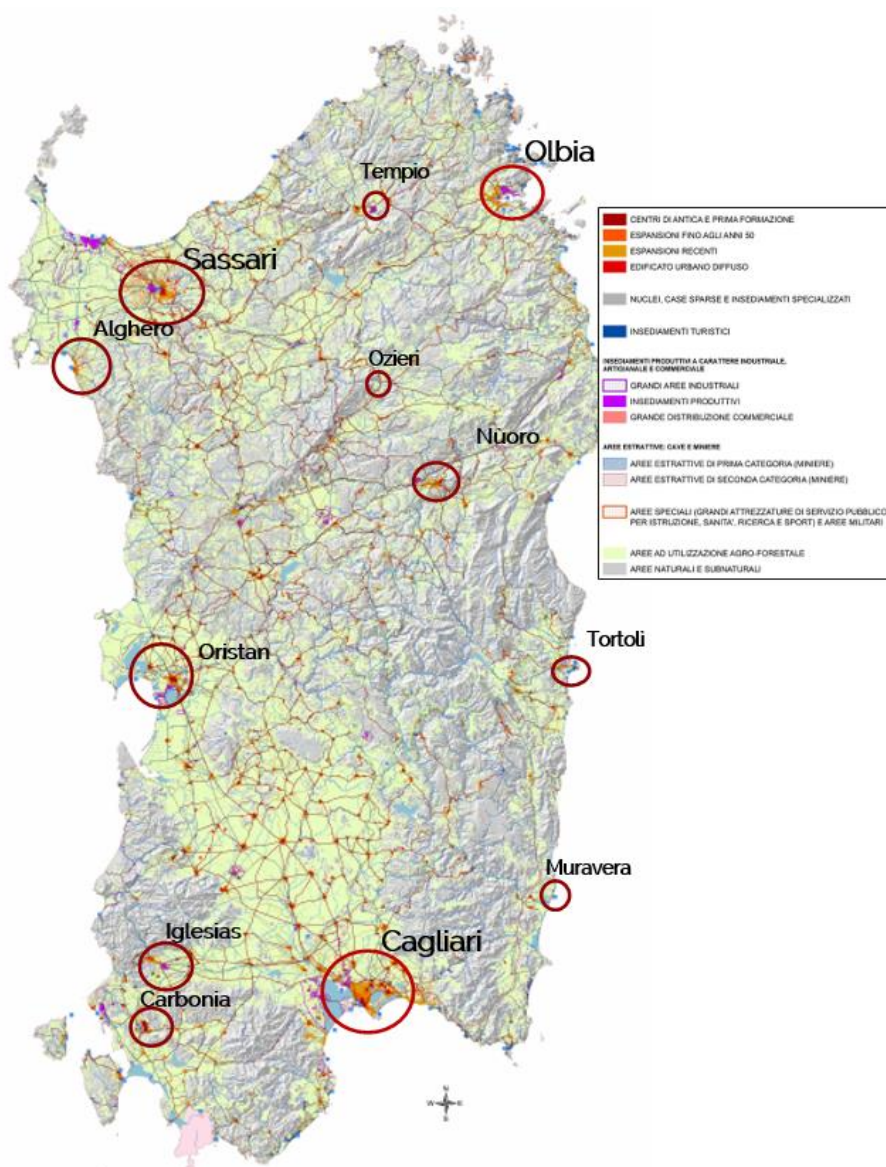 Olbia
Tempio
Sassari
Alghero
Ozieri
Nùoro
Oristan
Tortoli
Muravera
Iglesias
Cagliari
Carbonia
CENTRI DI ANTICA E PRIMA FORMAZIONE
ESPANSIONI FINO AGLI ANNI 50
ESPANSIONI RECENTI
EDIFICATO URBANO DIFFUSO
NUCLEI, CASE SPARSE E INSEDIAMENTI SPECIALIZZATI
INSEDIAMENTI TURISTICI
INSEDIAMENTI PRODUTTIVI A CARATTERE INDUSTRIALE,
ARTIGIANALE E COMMERCIALE
GRANDI AREE INDUSTRIALI
INSEDIAMENTI PRODUTTIVI
GRANDE DISTRIBUZIONE COMMERCIALE
AREE ESTRATTIVE: CAVE E MINIERE
AREE ESTRATTIVE DI PRIMA CATEGORIA (MINIERE)
AREE ESTRATTIVE DI SECONDA CATEGORIA (MINIERE)
AREE SPECIALI (GRANDI ATTREZZATURE DI SERVIZIO PUBBLICO
PER ISTRUZIONE, SANITA', RICERCA E SPORT) E AREE MILITARI
AREE AD UTILIZZAZIONE AGRO-FORESTALE
AREE NATURALI E SUBNATURALI
N
W E
S